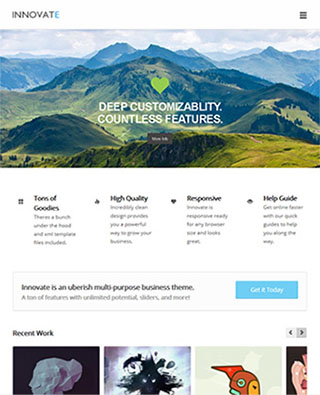 INNOVATE
DEEP CUSTOMIZABLITY.
COUNTLESS FEATURES.
Tons of
Goodies
Theres a bunch
under the hood
and xml template
files included.
High Quality
Incredibly clean
design provides
you a powerful
way to grow your
business.
Responsive
Innovate is
responsive ready
for any browser
size and looks
great.
Help Guide
Get online faster
with our quick
guides to help
you along the
way.
Innovate is an uberish multi-purpose business theme.
A ton of features with unlimited potential, sliders, and more!
Get It Today
Recent Work